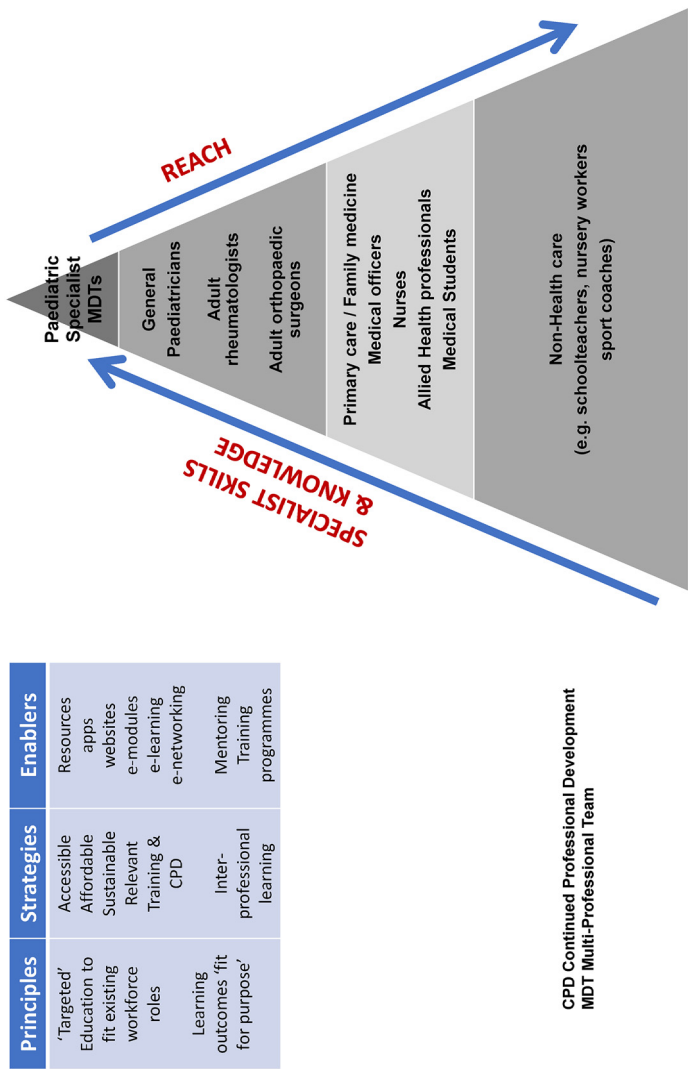 Principles
Strategies
Enablers
‘Targeted’
Education to
fit existing
workforce
roles
Learning
outcomes ‘fit
for purpose’
Accessible
Affordable
Sustainable
Relevant
Training &
CPD
Inter-
professional
learning
Resources
apps
websites
e-modules
e-learning
e-networking
Mentoring
Training
programmes
SPECIALIST SKILLS
& KNOWLEDGE
REACH
Paediatric
Specialist
MDTs
General
Paediatricians
Adult
rheumatologists
Adult orthopaedic
surgeons
Primary care / Family medicine
Medical officers
Nurses
Allied Health professionals
Medical Students
Non-Health care
(e.g. schoolteachers, nursery workers
sport coaches)
CPD Continued Professional Development
MDT Multi-Professional Team